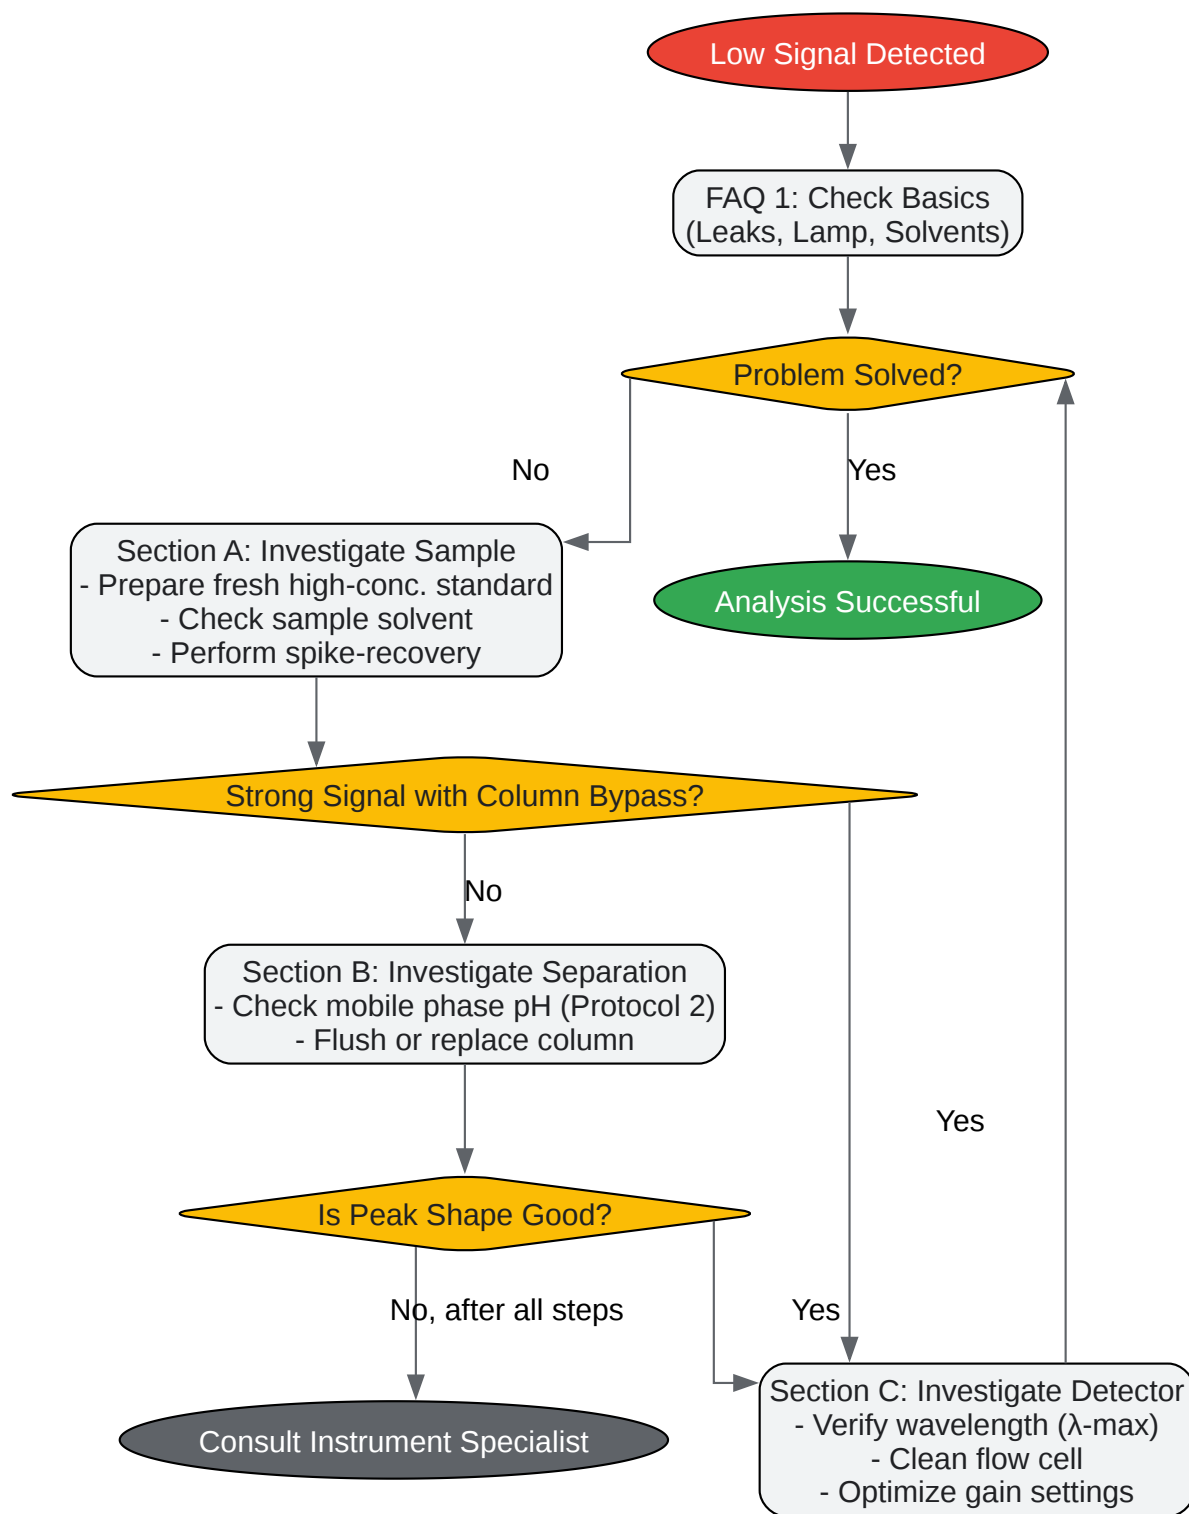 Low Signal Detected
FAQ 1: Check Basics
(Leaks, Lamp, Solvents)
Problem Solved?
No
Yes
Section A: Investigate Sample
- Prepare fresh high-conc. standard
- Check sample solvent
- Perform spike-recovery
Analysis Successful
Strong Signal with Column Bypass?
No
Section B: Investigate Separation
- Check mobile phase pH (Protocol 2)
- Flush or replace column
Yes
Is Peak Shape Good?
No, after all steps
Yes
Section C: Investigate Detector
- Verify wavelength (λ-max)
- Clean flow cell
- Optimize gain settings
Consult Instrument Specialist